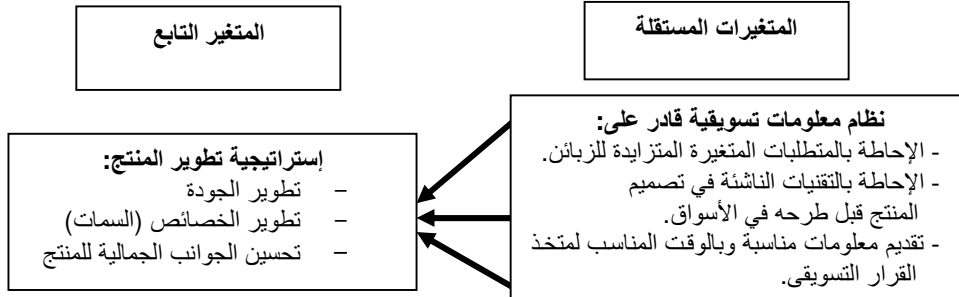 المتغيرات المستقلة
المتغير التابع
نظام معلومات تسويقية قادر على:
- الإحاطة بالمتطلبات المتغيرة المتزايدة للزبائن.
- الإحاطة بالتقنيات الناشئة في تصميم
المنتج قبل طرحه في الأسواق.
- تقديم معلومات مناسبة وبالوقت المناسب لمتخذ
القرار التسويقي.
إستراتيجية تطوير المنتج:
– تطوير الجودة
– تطوير الخصائص (السمات)
– تحسين الجوانب الجمالية للمنتج